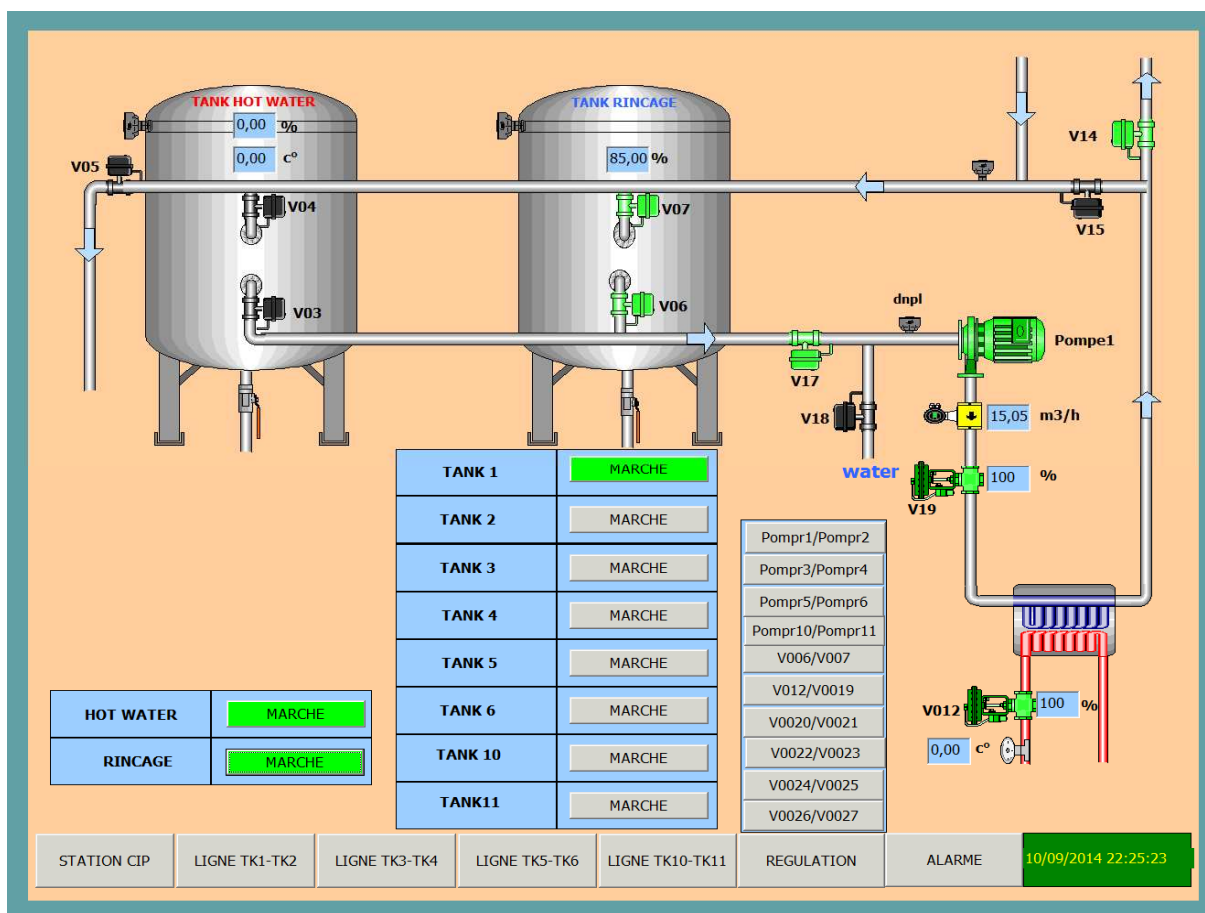 TANK HOT WATER
0,00 %
0,00 c°
TANK RINCAGE
85,00 %
V14
V05
V04
V07
V15
V03
V06
dnpl
Pompe1
V17
V18
15,05 m3/h
water
100 %
V19
TANK 1 MARCHE
TANK 2 MARCHE
TANK 3 MARCHE
TANK 4 MARCHE
TANK 5 MARCHE
TANK 6 MARCHE
TANK 10 MARCHE
TANK11 MARCHE
Pompr1/Pompr2
Pompr3/Pompr4
Pompr5/Pompr6
Pompr10/Pompr11
V006/V007
V012/V0019
V0020/V0021
V0022/V0023
V0024/V0025
V0026/V0027
HOT WATER MARCHE
RINCAGE MARCHE
V012 100 %
0,00 c°
STATION CIP
LIGNE TK1-TK2
LIGNE TK3-TK4
LIGNE TK5-TK6
LIGNE TK10-TK11
REGULATION
ALARME
10/09/2014 22:25:23